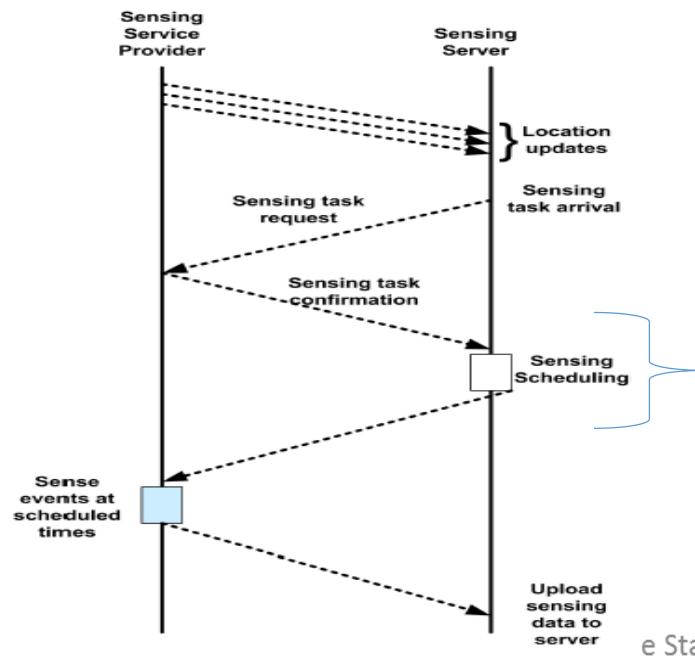 Sensing
Service
Provider
Sensing
Server
Location
updates
Sensing
task arrival
Sensing task
request
Sensing task
confirmation
Sensing
Scheduling
Sense
events at
scheduled
times
Upload
sensing
data to
server
e Sta